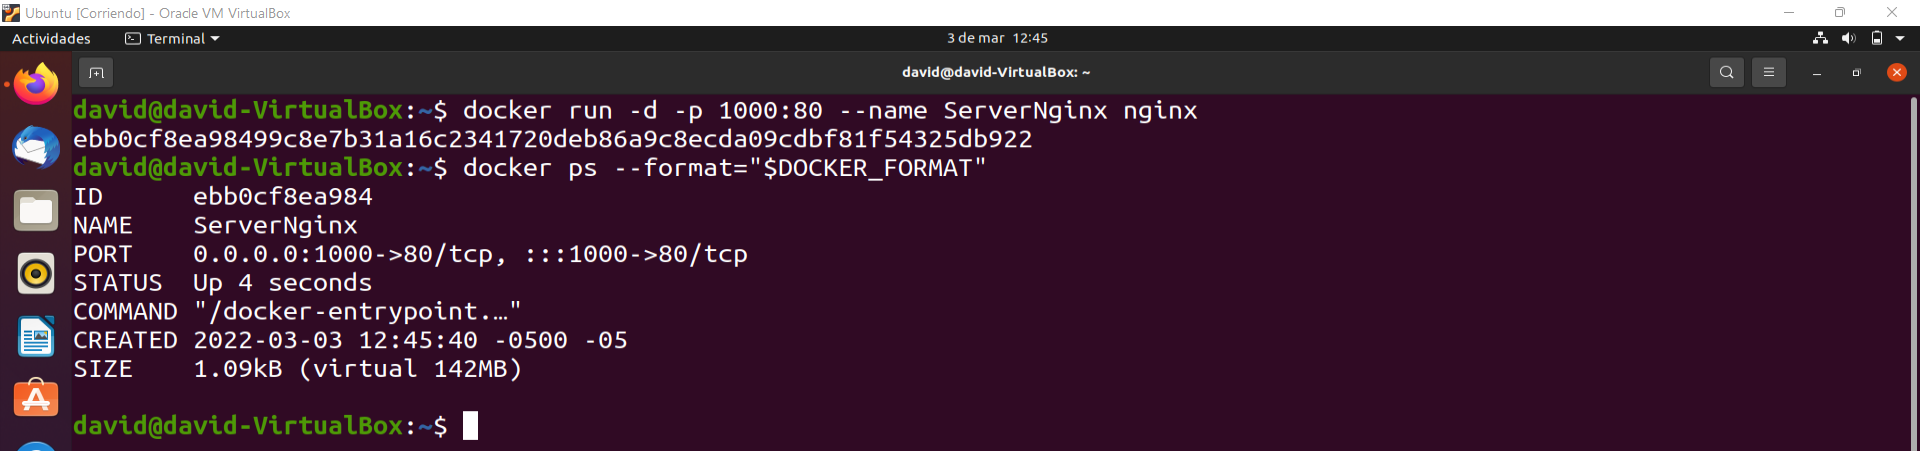 Ubuntu [Corriendo] - Oracle VM VirtualBox
Actividades Terminal 3 de mar 12:45
david@david-VirtualBox: ~
david@david-VirtualBox:~$ docker run -d -p 1000:80 --name ServerNginx nginx
ebb0cf8ea98499c8e7b31a16c2341720deb86a9c8ecda09cdbf81f54325db922
david@david-VirtualBox:~$ docker ps --format="$DOCKER_FORMAT"
ID      ebb0cf8ea984
NAME    ServerNginx
PORT    0.0.0.0:1000->80/tcp, :::1000->80/tcp
STATUS  Up 4 seconds
COMMAND "/docker-entrypoint.…"
CREATED 2022-03-03 12:45:40 -0500 -05
SIZE    1.09kB (virtual 142MB)
david@david-VirtualBox:~$